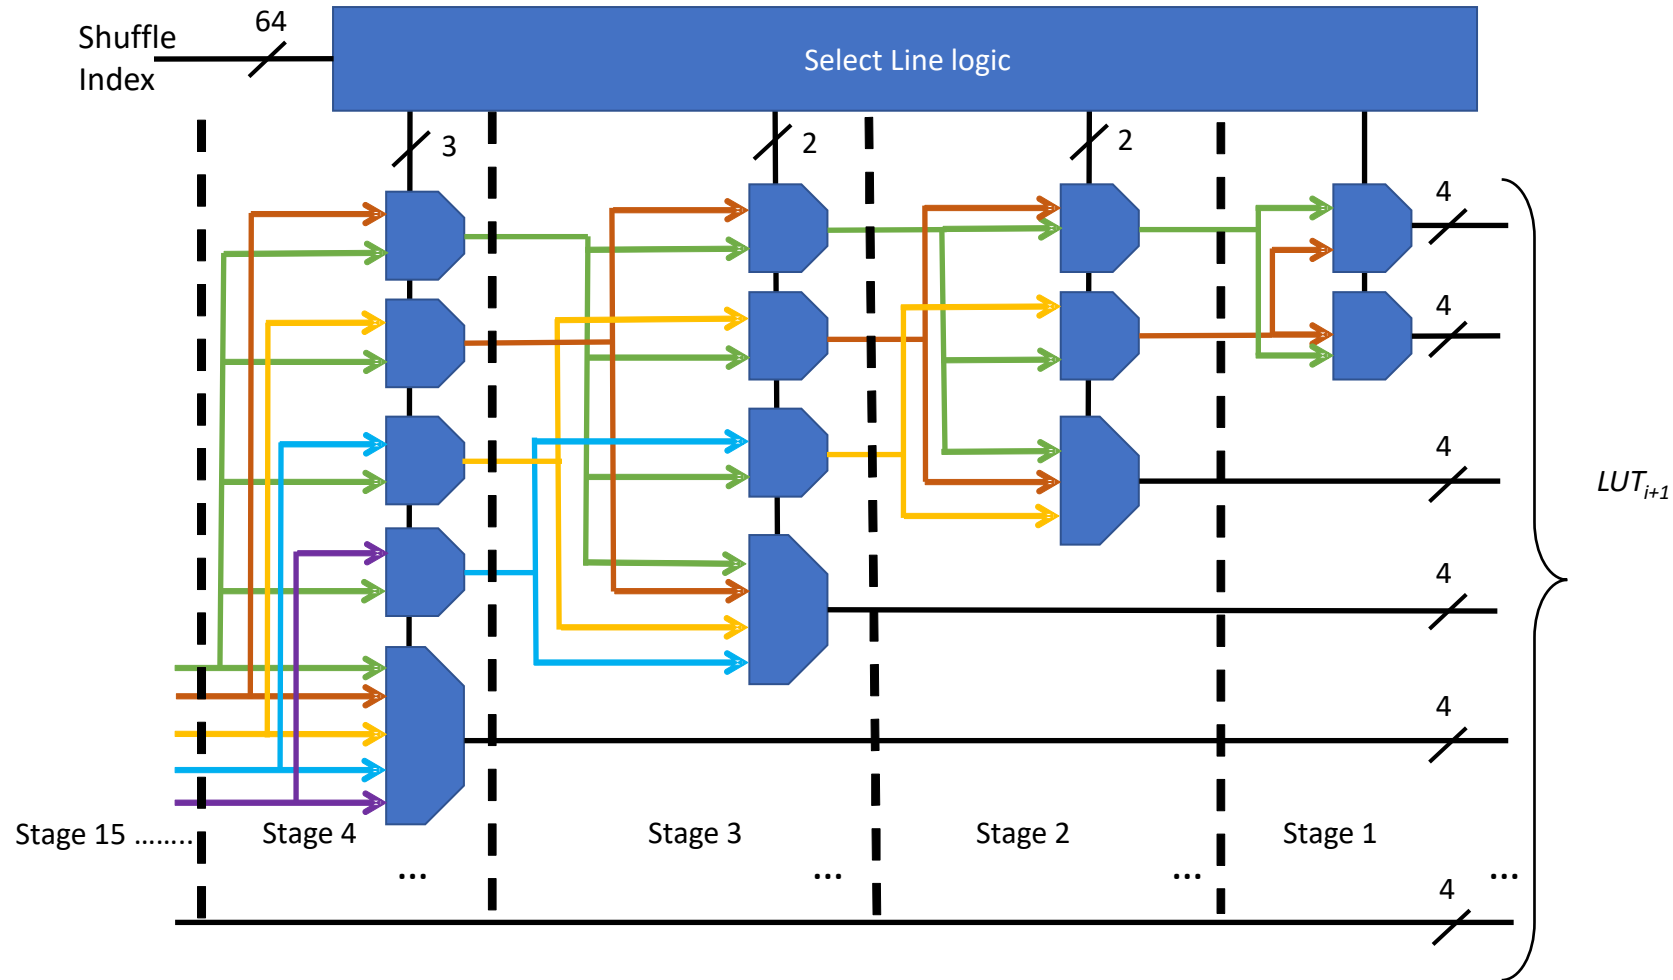 64
Shuffle
Index
Select Line logic
3
2
2
4
4
4
LUTi+1
4
4
Stage 15 ........
Stage 4
Stage 3
Stage 2
Stage 1
...
...
...
...
4